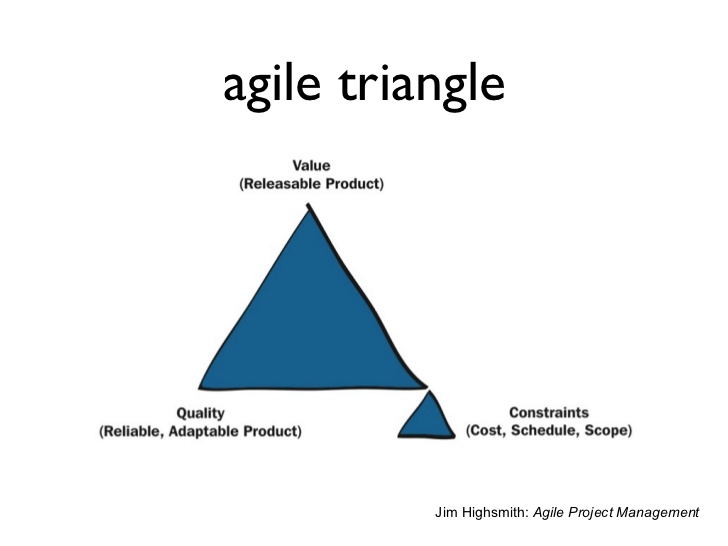 agile triangle
Value
(Releasable Product)
Quality
(Reliable, Adaptable Product)
Constraints
(Cost, Schedule, Scope)
Jim Highsmith: Agile Project Management